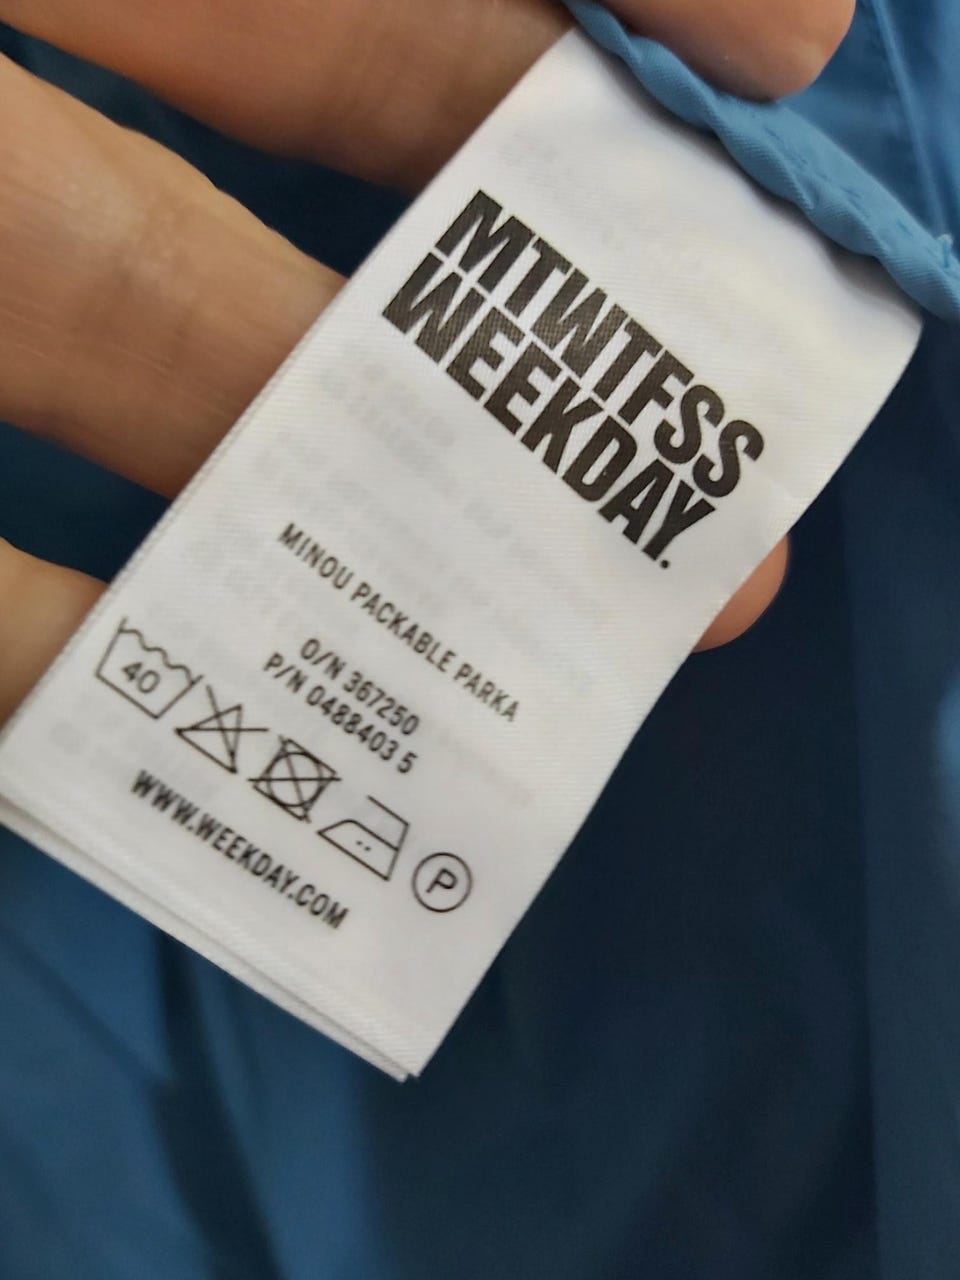 MTWTFSS
WEEKDAY.
MINOU PACKABLE PARKA
O/N 367250
P/N 0488403 5
40
P
WWW.WEEKDAY.COM